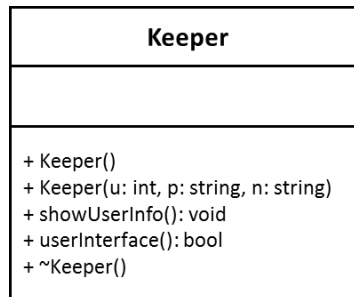 Keeper
+ Keeper()
+ Keeper(u: int, p: string, n: string)
+ showUserInfo(): void
+ userInterface(): bool
+ ~Keeper()